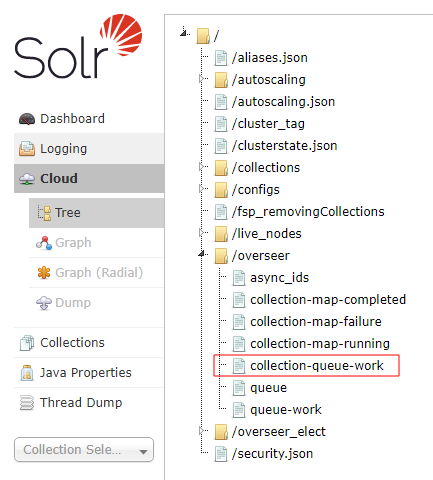 Solr
Dashboard
Logging
Cloud
Tree
Graph
Graph (Radial)
Dump
Collections
Java Properties
Thread Dump
Collection Sele...
/
/aliases.json
/autoscaling
/autoscaling.json
/cluster_tag
/clusterstate.json
/collections
/configs
/fsp_removingCollections
/live_nodes
/overseer
async_ids
collection-map-completed
collection-map-failure
collection-map-running
collection-queue-work
queue
queue-work
/overseer_elect
/security.json